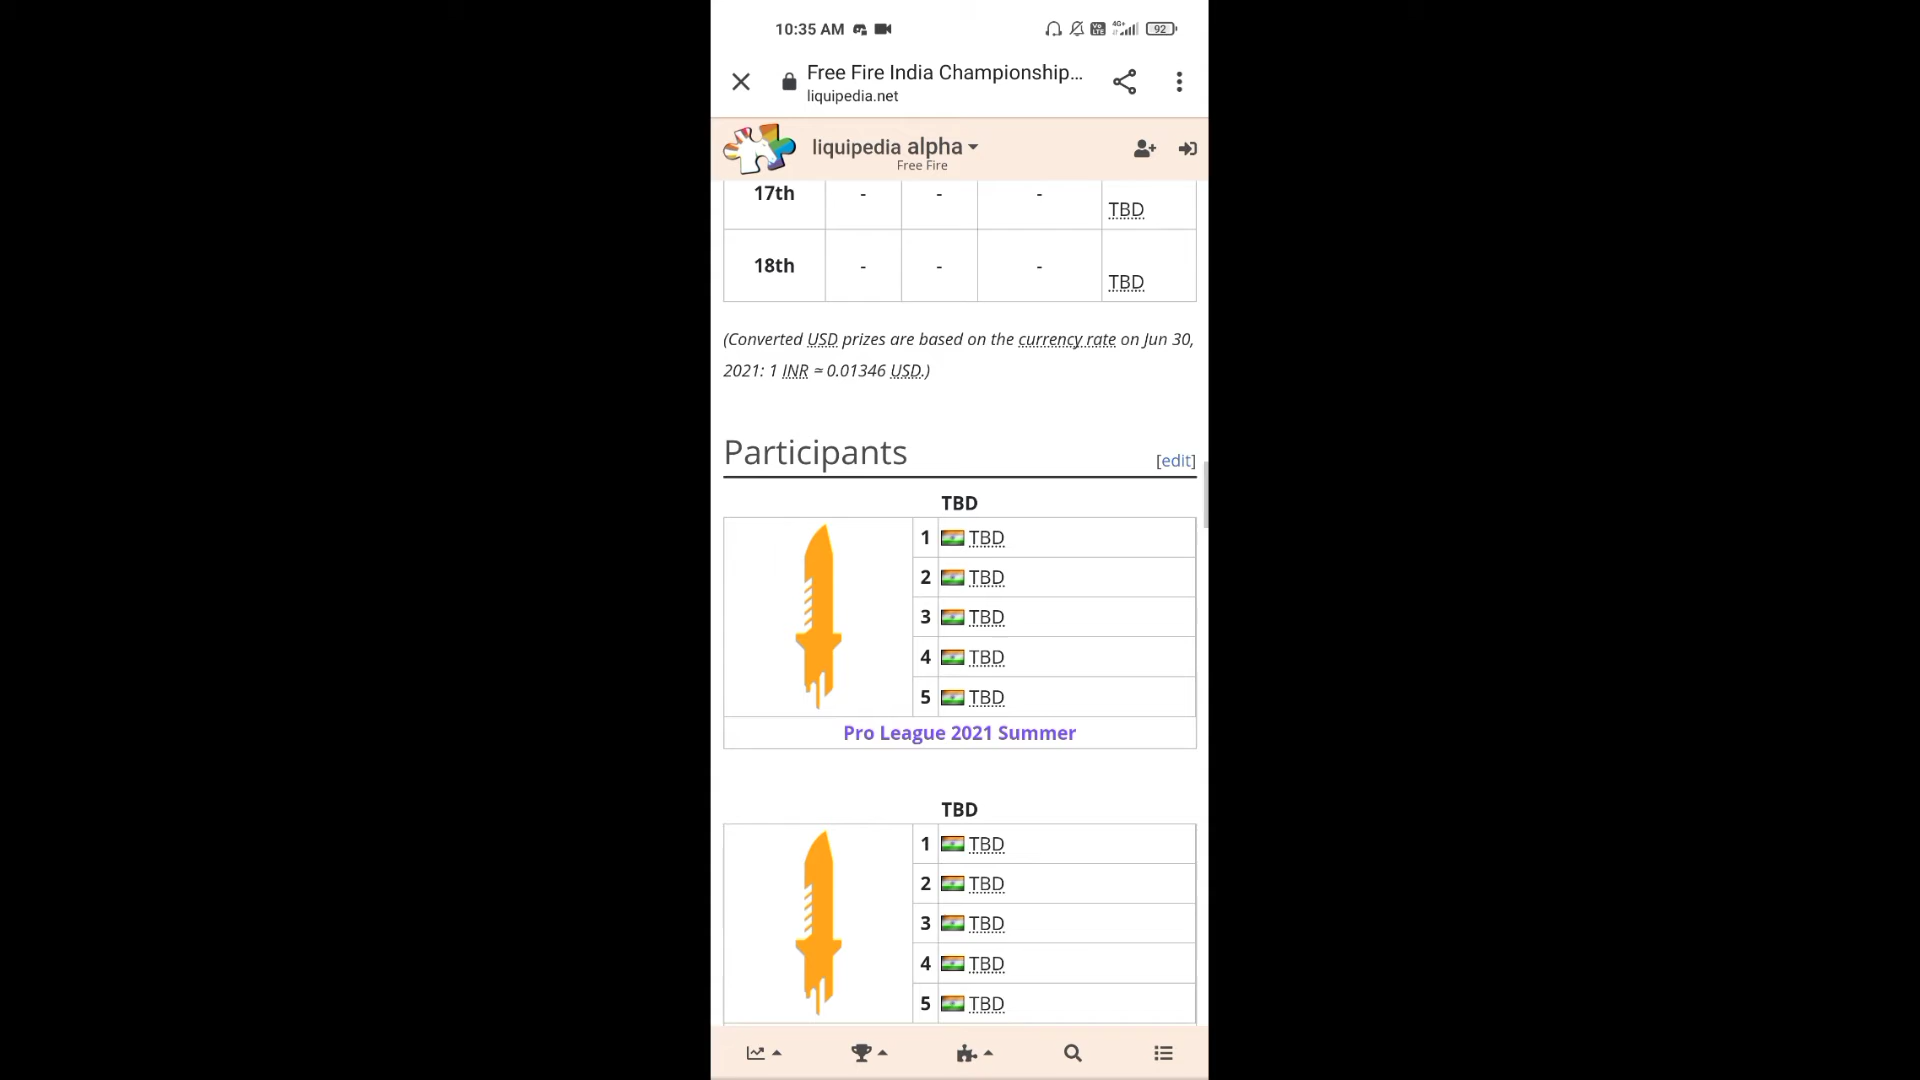 10:35 AM
4G+
Vo
LTE
92
Free Fire India Championship...
liquipedia.net
liquipedia alpha
Free Fire
17th - - - TBD
18th - - - TBD
(Converted USD prizes are based on the currency rate on Jun 30,
2021: 1 INR ≃ 0.01346 USD.)
Participants [edit]
TBD
1 TBD
2 TBD
3 TBD
4 TBD
5 TBD
Pro League 2021 Summer
TBD
1 TBD
2 TBD
3 TBD
4 TBD
5 TBD